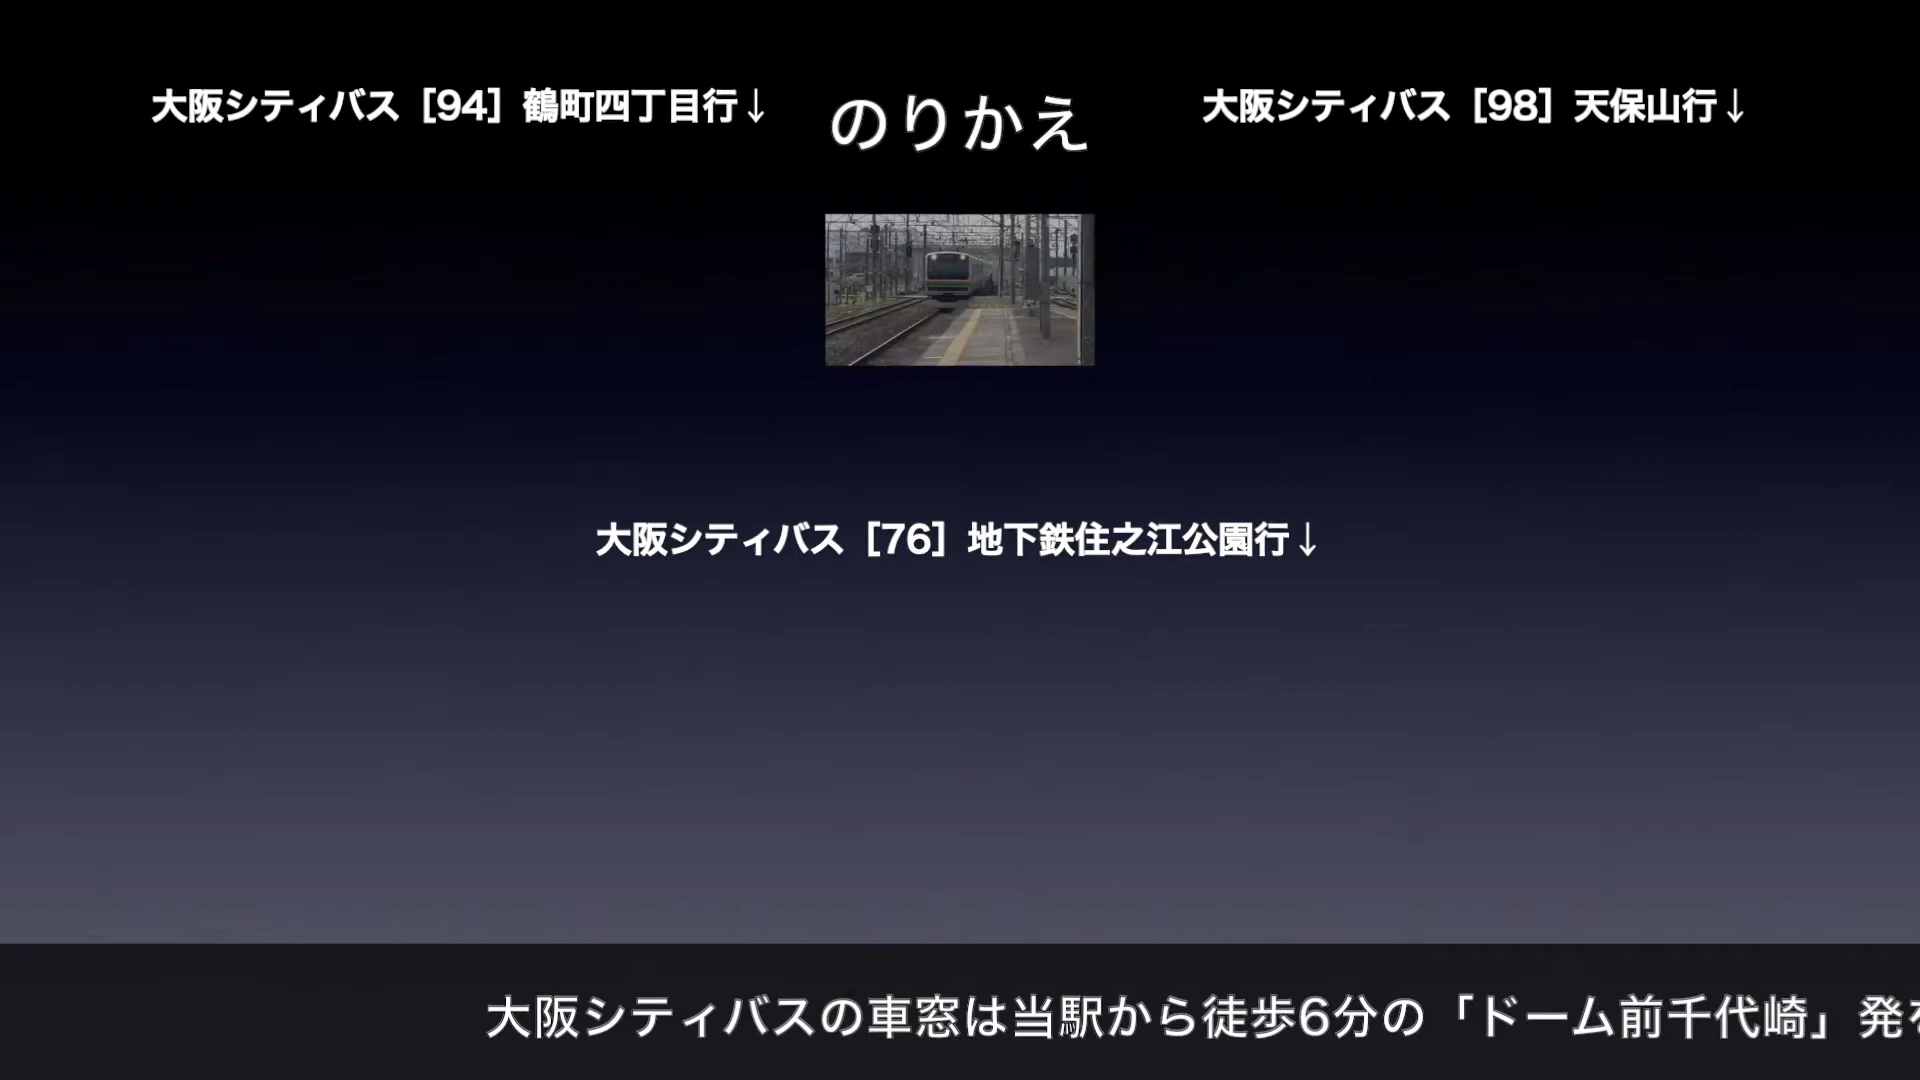 大阪シティバス［94］鶴町四丁目行↓
のりかえ
大阪シティバス［98］天保山行↓
大阪シティバス［76］地下鉄住之江公園行↓
大阪シティバスの車窓は当駅から徒歩6分の「ドーム前千代崎」発